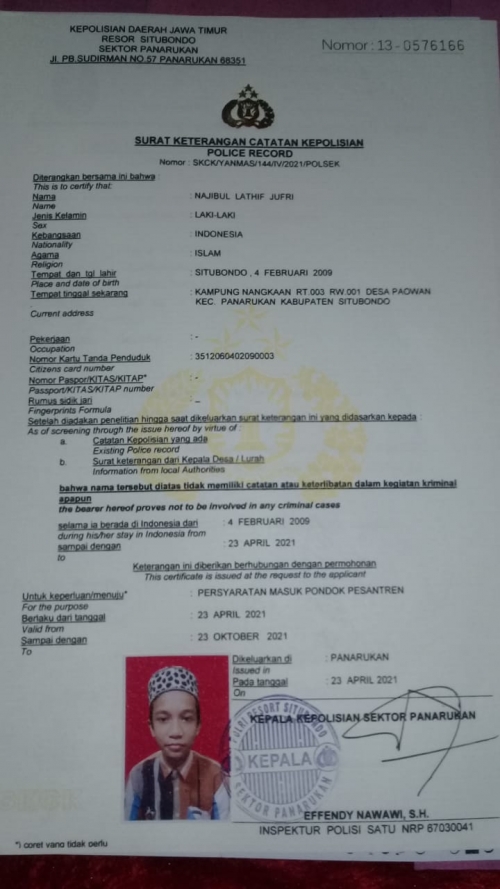 KEPOLISIAN DAERAH JAWA TIMUR
RESOR SITUBONDO
SEKTOR PANARUKAN
Jl. PB.SUDIRMAN NO.57 PANARUKAN 68351
Nomor : 13 - 0576166
SURAT KETERANGAN CATATAN KEPOLISIAN
POLICE RECORD
Nomor : SKCK/YANMAS/144/IV/2021/POLSEK
Diterangkan bersama ini bahwa :
This is to certify that:
Nama : NAJIBUL LATHIF JUFRI
Name
Jenis Kelamin : LAKI-LAKI
Sex
Kebangsaan : INDONESIA
Nationality
Agama : ISLAM
Religion
Tempat dan tgl lahir : SITUBONDO , 4 FEBRUARI 2009
Place and date of birth
Tempat tinggal sekarang : KAMPUNG NANGKAAN RT.003 RW.001 DESA PAOWAN
KEC. PANARUKAN KABUPATEN SITUBONDO
Current address
Pekerjaan : -
Occupation
Nomor Kartu Tanda Penduduk : 3512060402090003
Citizens card number
Nomor Paspor/KITAS/KITAP* : -
Passport/KITAS/KITAP number
Rumus sidik jari : _
Fingerprints Formula
Setelah diadakan penelitian hingga saat dikeluarkan surat keterangan ini yang didasarkan kepada :
As of screening through the issue hereof by virtue of :
a. Catatan Kepolisian yang ada
Existing Police record
b. Surat keterangan dari Kepala Desa / Lurah
Information from local Authorities
bahwa nama tersebut diatas tidak memiliki catatan atau keterlibatan dalam kegiatan kriminal
apapun
the bearer hereof proves not to be involved in any criminal cases
selama ia berada di Indonesia dari : 4 FEBRUARI 2009
during his/her stay in Indonesia from
sampai dengan : 23 APRIL 2021
to
Keterangan ini diberikan berhubungan dengan permohonan
This certificate is issued at the request to the applicant
Untuk keperluan/menuju* : PERSYARATAN MASUK PONDOK PESANTREN
For the purpose
Berlaku dari tanggal : 23 APRIL 2021
Valid from
Sampai dengan : 23 OKTOBER 2021
To
Dikeluarkan di : PANARUKAN
Issued in
Pada tanggal : 23 APRIL 2021
On
KEPALA KEPOLISIAN SEKTOR PANARUKAN
POLRI RESORT SITUBONDO
KEPALA
SEKTOR PANARUKAN
EFFENDY NAWAWI, S.H.
INSPEKTUR POLISI SATU NRP 67030041
*) coret yang tidak perlu